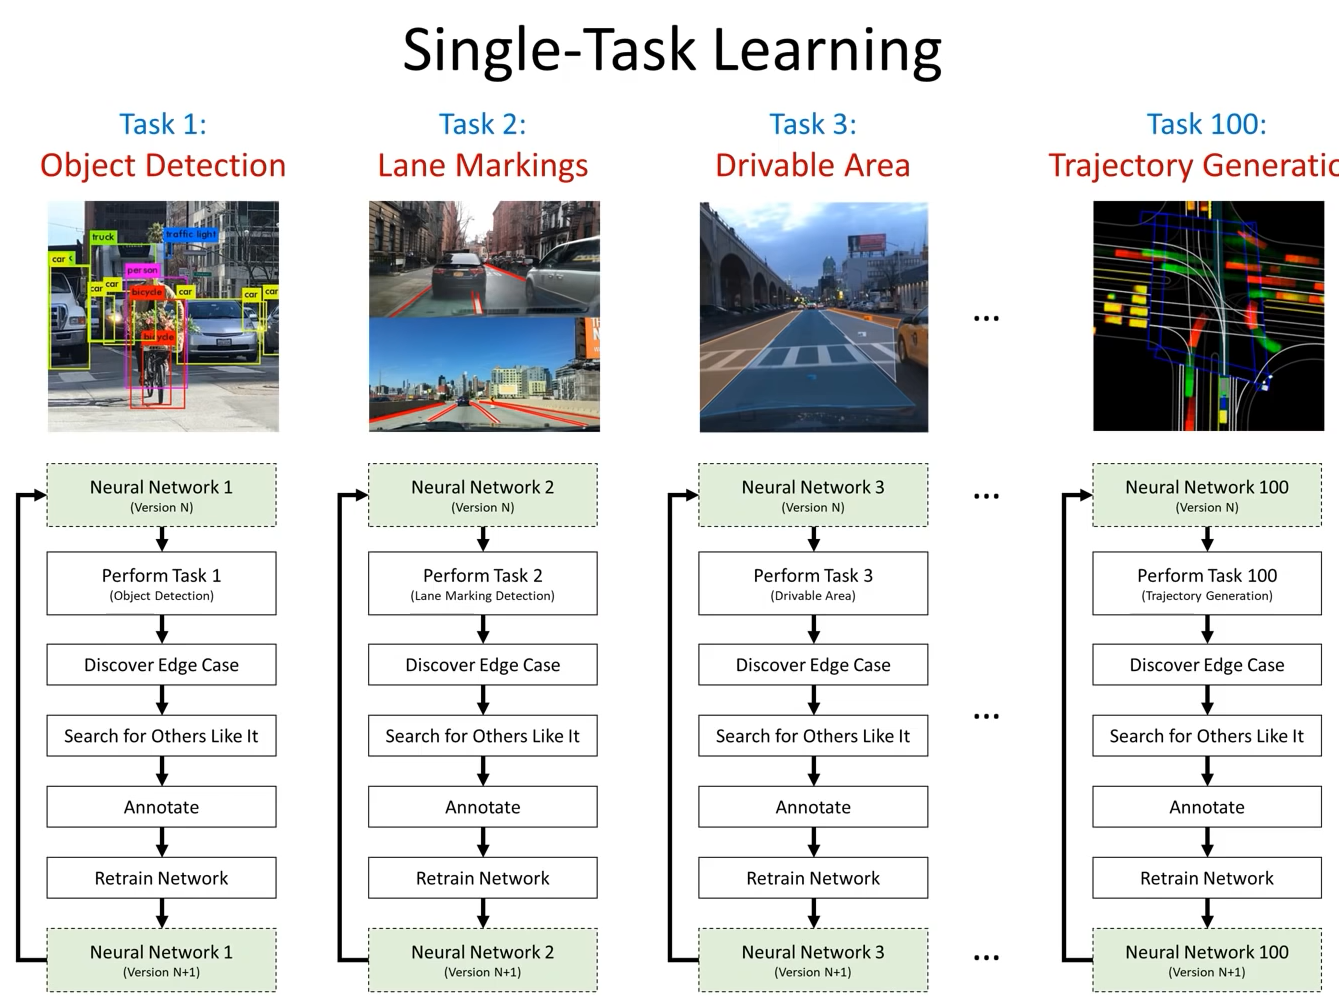 Single-Task Learning
Task 1:
Object Detection
truck
traffic light
car
person
car
car
bicycle
car
car
car
bicycle
Neural Network 1
(Version N)
Perform Task 1
(Object Detection)
Discover Edge Case
Search for Others Like It
Annotate
Retrain Network
Neural Network 1
(Version N+1)
Task 2:
Lane Markings
Neural Network 2
(Version N)
Perform Task 2
(Lane Marking Detection)
Discover Edge Case
Search for Others Like It
Annotate
Retrain Network
Neural Network 2
(Version N+1)
Task 3:
Drivable Area
Neural Network 3
(Version N)
Perform Task 3
(Drivable Area)
Discover Edge Case
Search for Others Like It
Annotate
Retrain Network
Neural Network 3
(Version N+1)
...
...
...
...
Task 100:
Trajectory Generatio
Neural Network 100
(Version N)
Perform Task 100
(Trajectory Generation)
Discover Edge Case
Search for Others Like It
Annotate
Retrain Network
Neural Network 100
(Version N+1)